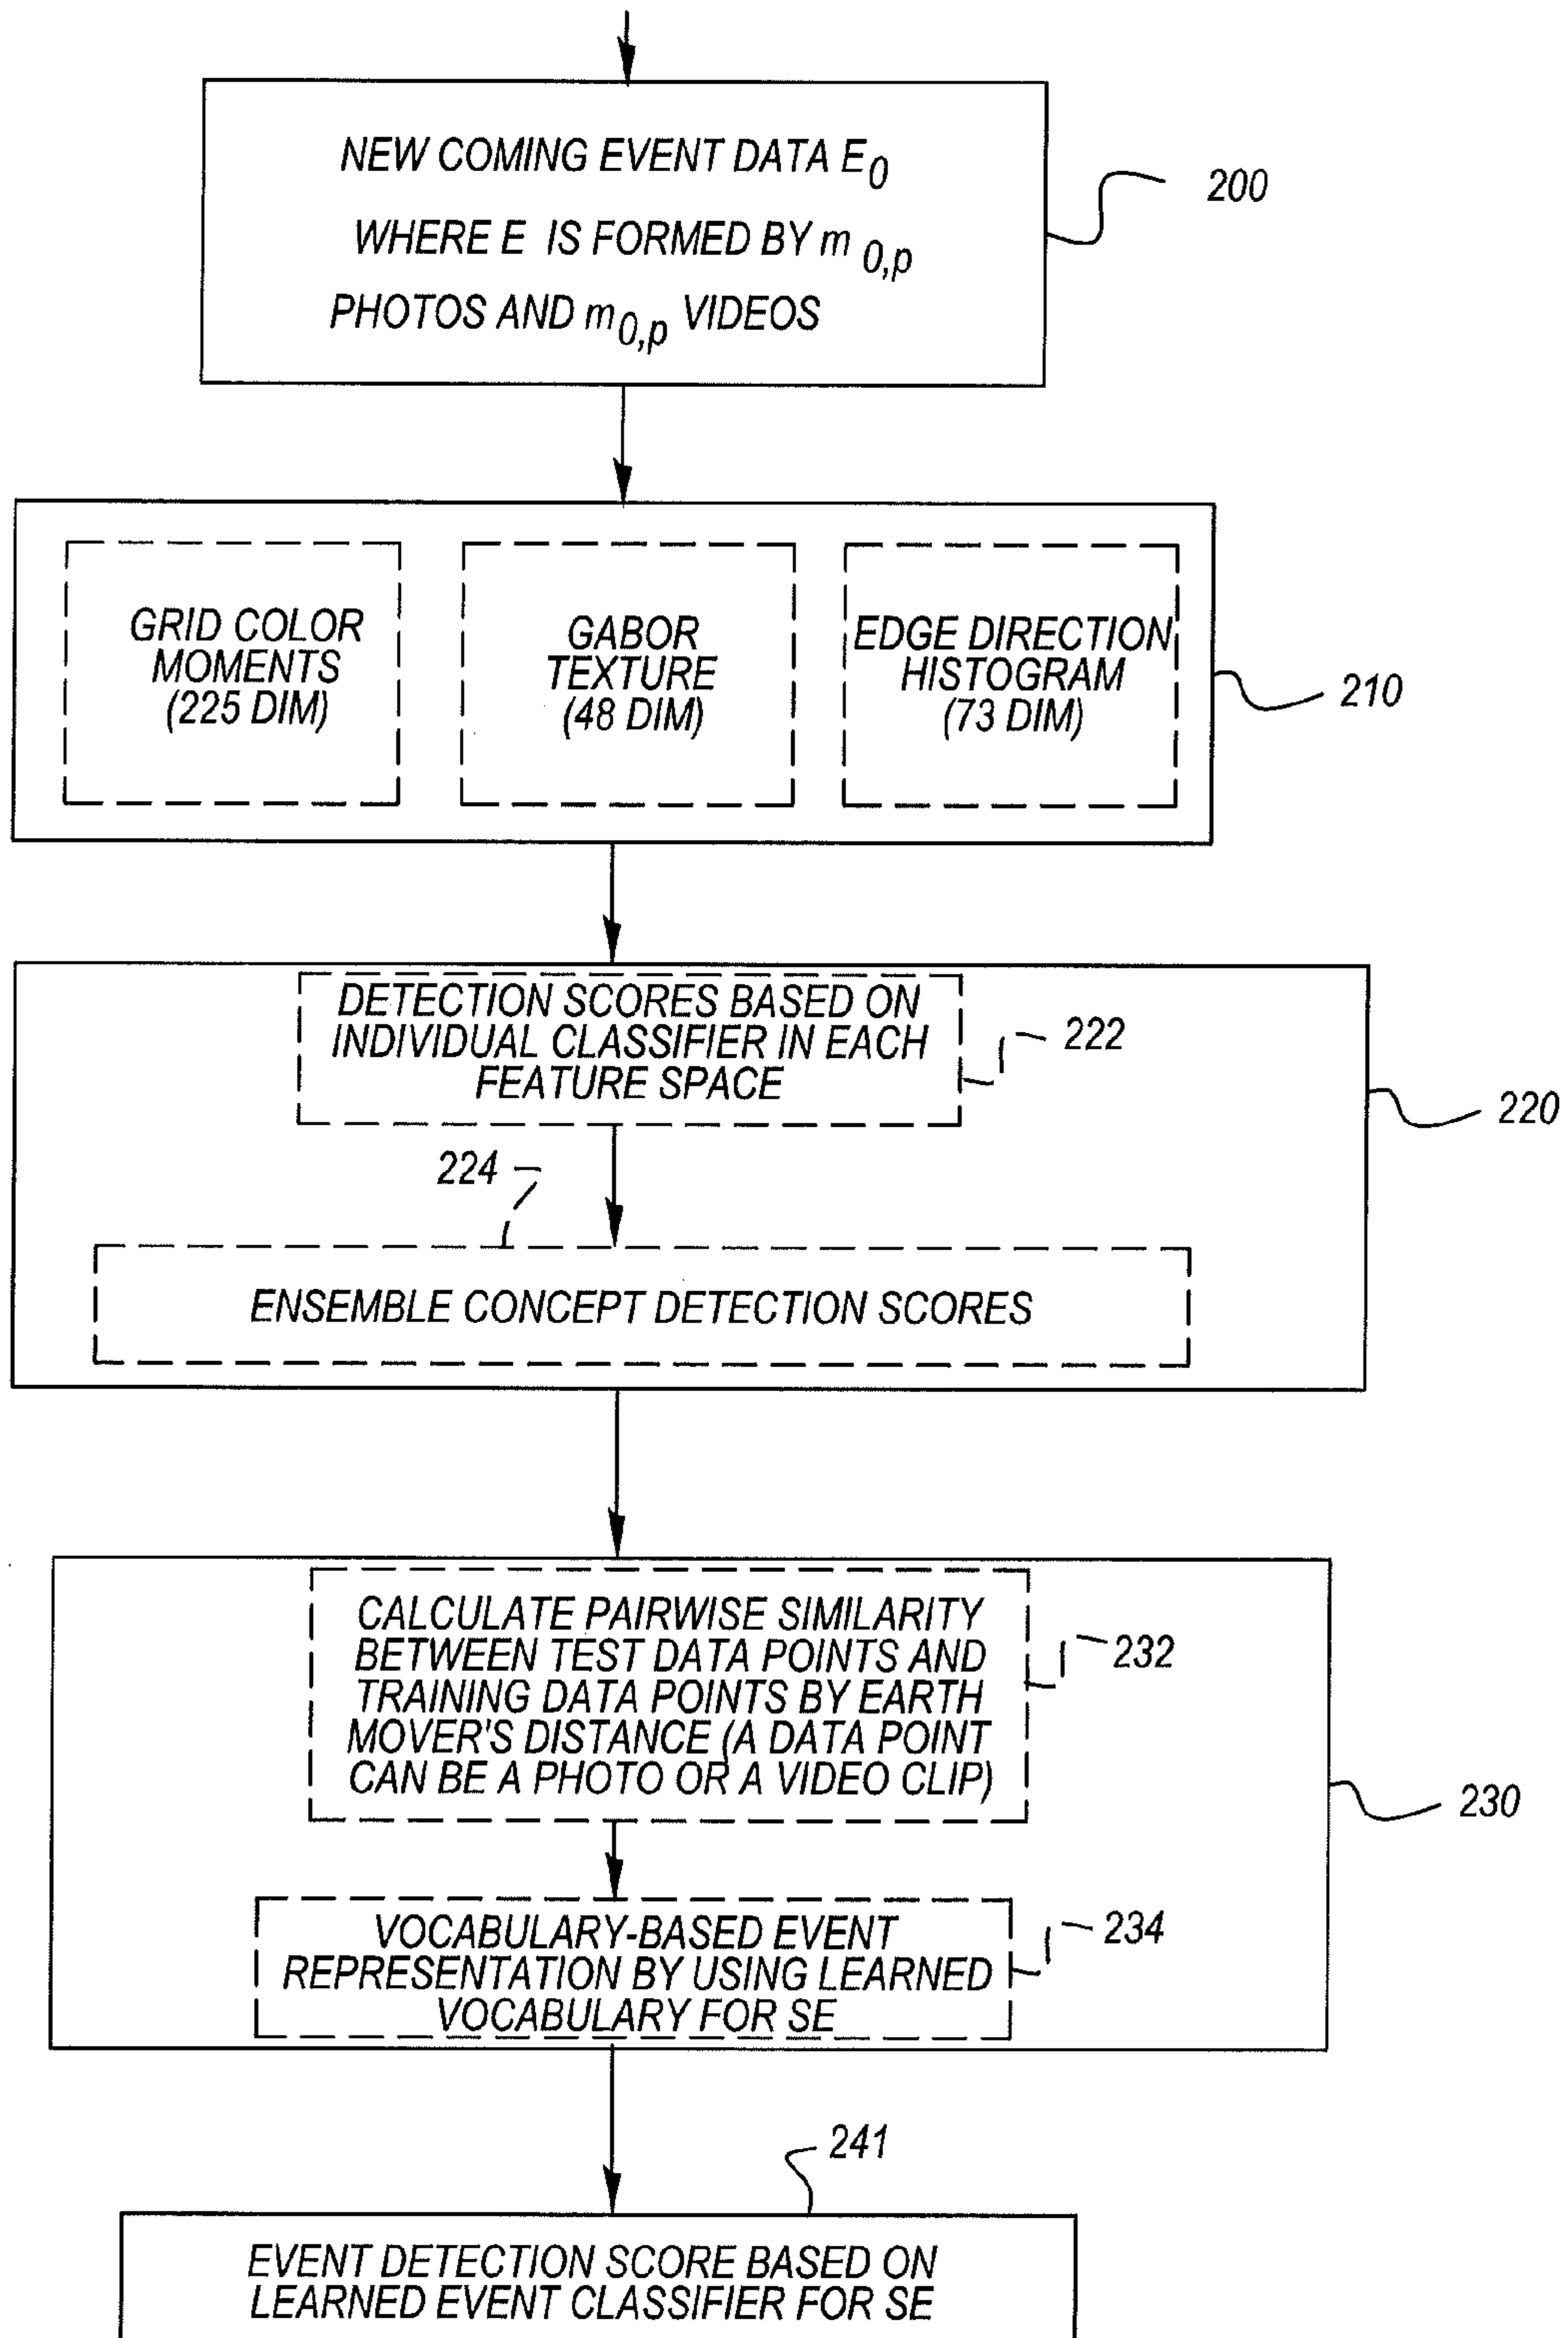 NEW COMING EVENT DATA E0
200
WHERE E IS FORMED BY m 0,p
PHOTOS AND m0,p VIDEOS
GRID COLOR
MOMENTS
(225 DIM)
GABOR
TEXTURE
(48 DIM)
EDGE DIRECTION
HISTOGRAM
(73 DIM)
210
DETECTION SCORES BASED ON
INDIVIDUAL CLASSIFIER IN EACH
FEATURE SPACE
222
220
224
ENSEMBLE CONCEPT DETECTION SCORES
CALCULATE PAIRWISE SIMILARITY
BETWEEN TEST DATA POINTS AND
TRAINING DATA POINTS BY EARTH
MOVER'S DISTANCE (A DATA POINT
CAN BE A PHOTO OR A VIDEO CLIP)
232
230
VOCABULARY-BASED EVENT
REPRESENTATION BY USING LEARNED
VOCABULARY FOR SE
234
241
EVENT DETECTION SCORE BASED ON
LEARNED EVENT CLASSIFIER FOR SE